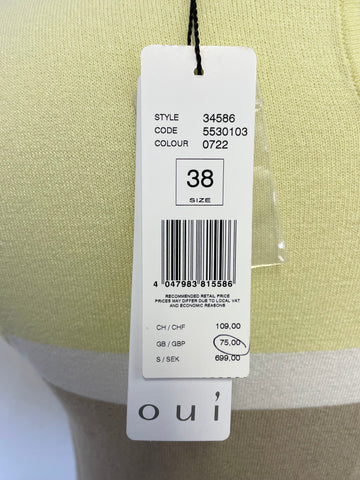 STYLE 34586
CODE 5530103
COLOUR 0722
38
SIZE
4 047983 815586
RECOMMENDED RETAIL PRICE
PRICES MAY DIFFER DUE TO LOCAL VAT
AND ECONOMIC REASONS
CH / CHF 109,00
GB / GBP 75,00
S / SEK 699,00
oui